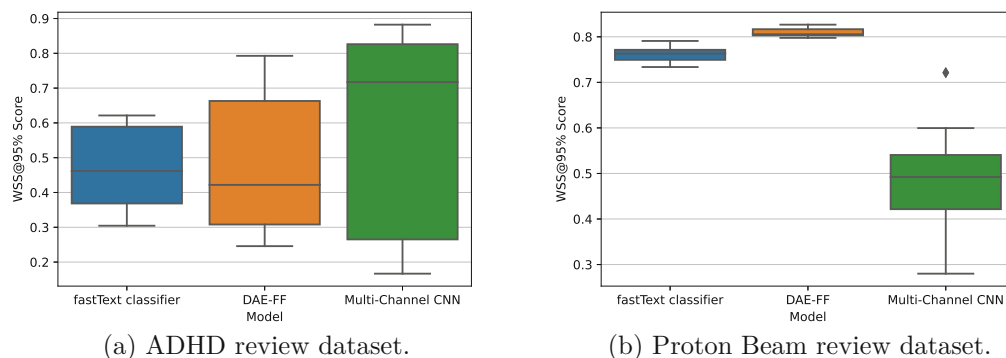 WSS@95% Score
0.9
0.8
0.7
0.6
0.5
0.4
0.3
0.2
fastText classifier DAE-FF Multi-Channel CNN
Model
(a) ADHD review dataset.
WSS@95% Score
0.8
0.7
0.6
0.5
0.4
0.3
fastText classifier DAE-FF Multi-Channel CNN
Model
(b) Proton Beam review dataset.